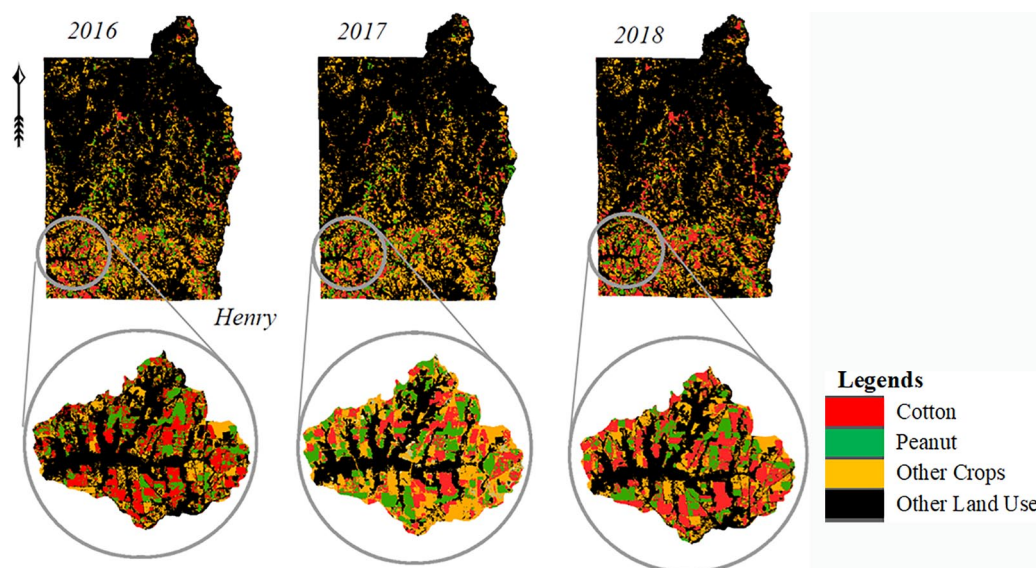 2016
2017
2018
Henry
Legends
Cotton
Peanut
Other Crops
Other Land Use